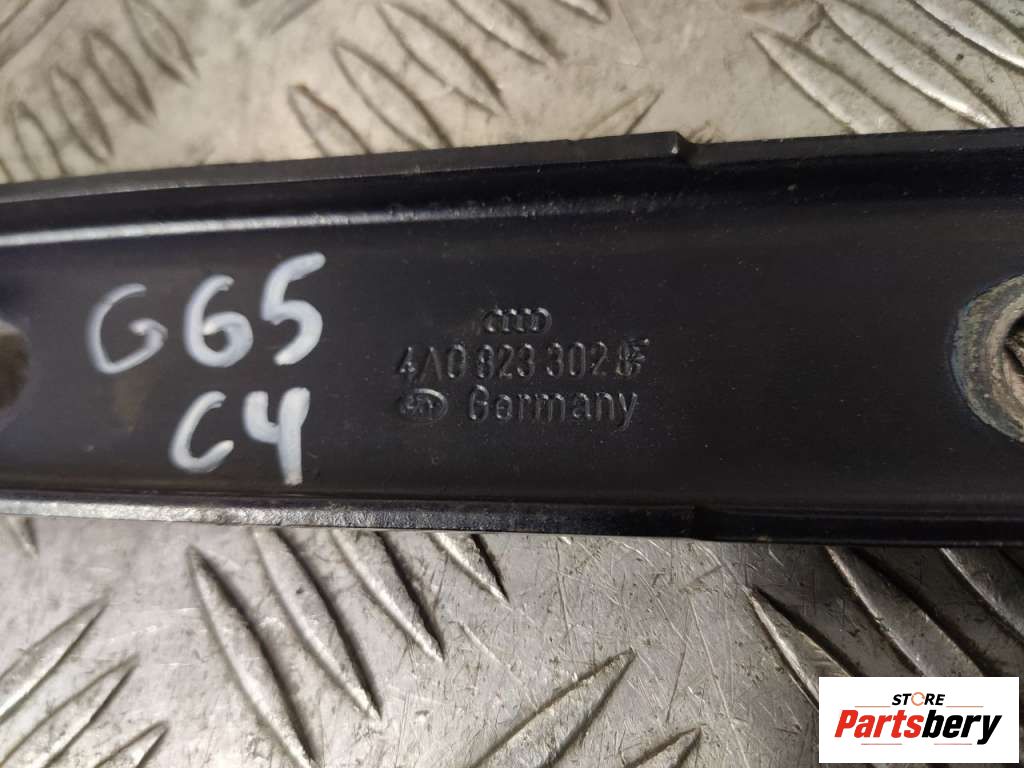 G65
C4
4A0 823 302
Germany
STORE
Partsbery